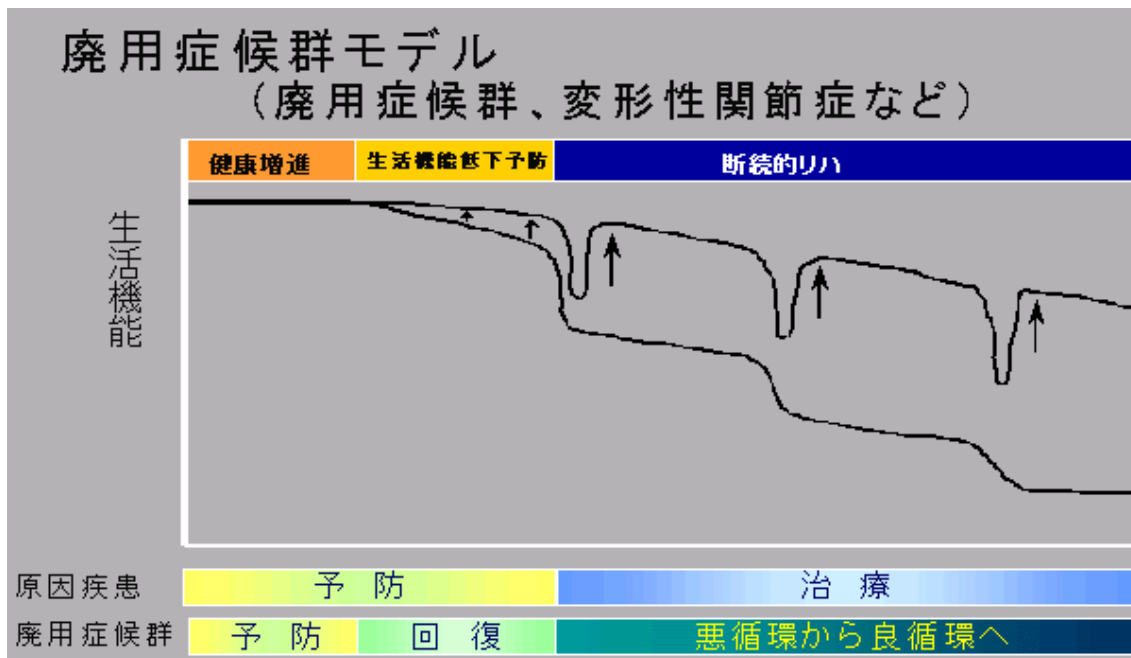 廃用症候群モデル
（廃用症候群、変形性関節症など）
健康増進 生活機能低下予防 断続的リハ
生活機能
原因疾患 予防 治療
廃用症候群 予防 回復 悪循環から良循環へ